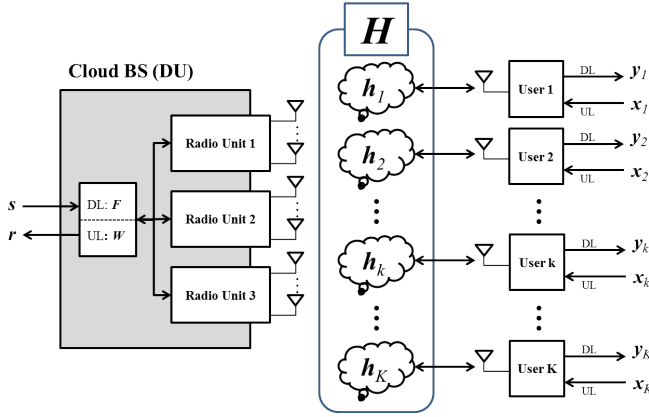 H
Cloud BS (DU)
h1
User 1
DL
y1
UL
x1
Radio Unit 1
h2
User 2
DL
y2
UL
x2
s
DL: F
Radio Unit 2
r
UL: W
hk
User k
DL
yk
UL
xk
Radio Unit 3
hK
User K
DL
yK
UL
xK